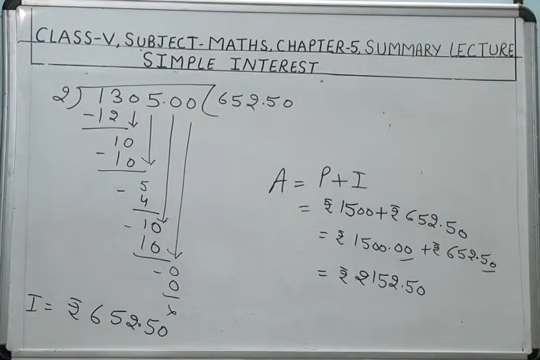 CLASS-V, SUBJECT-MATHS, CHAPTER-5, SUMMARY LECTURE
SIMPLE INTEREST
2) 1305.00 ( 652.50
-12
10
-10
-5
4
-10
10
-0
0
x
I = ₹652.50
A = P+I
= ₹1500+₹652.50
= ₹1500.00 +₹652.50
= ₹2152.50